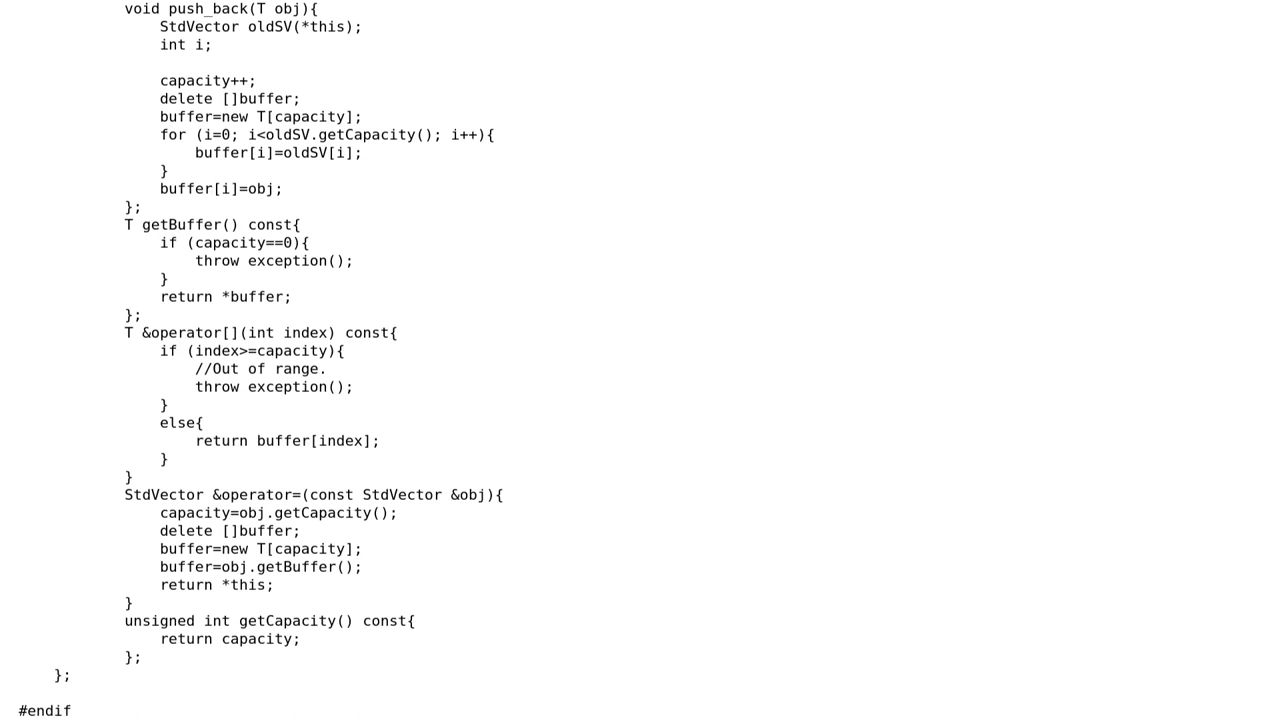 void push_back(T obj){
StdVector oldSV(*this);
int i;
capacity++;
delete []buffer;
buffer=new T[capacity];
for (i=0; i<oldSV.getCapacity(); i++){
buffer[i]=oldSV[i];
}
buffer[i]=obj;
};
T getBuffer() const{
if (capacity==0){
throw exception();
}
return *buffer;
};
T &operator[](int index) const{
if (index>=capacity){
//Out of range.
throw exception();
}
else{
return buffer[index];
}
}
StdVector &operator=(const StdVector &obj){
capacity=obj.getCapacity();
delete []buffer;
buffer=new T[capacity];
buffer=obj.getBuffer();
return *this;
}
unsigned int getCapacity() const{
return capacity;
};
};
#endif